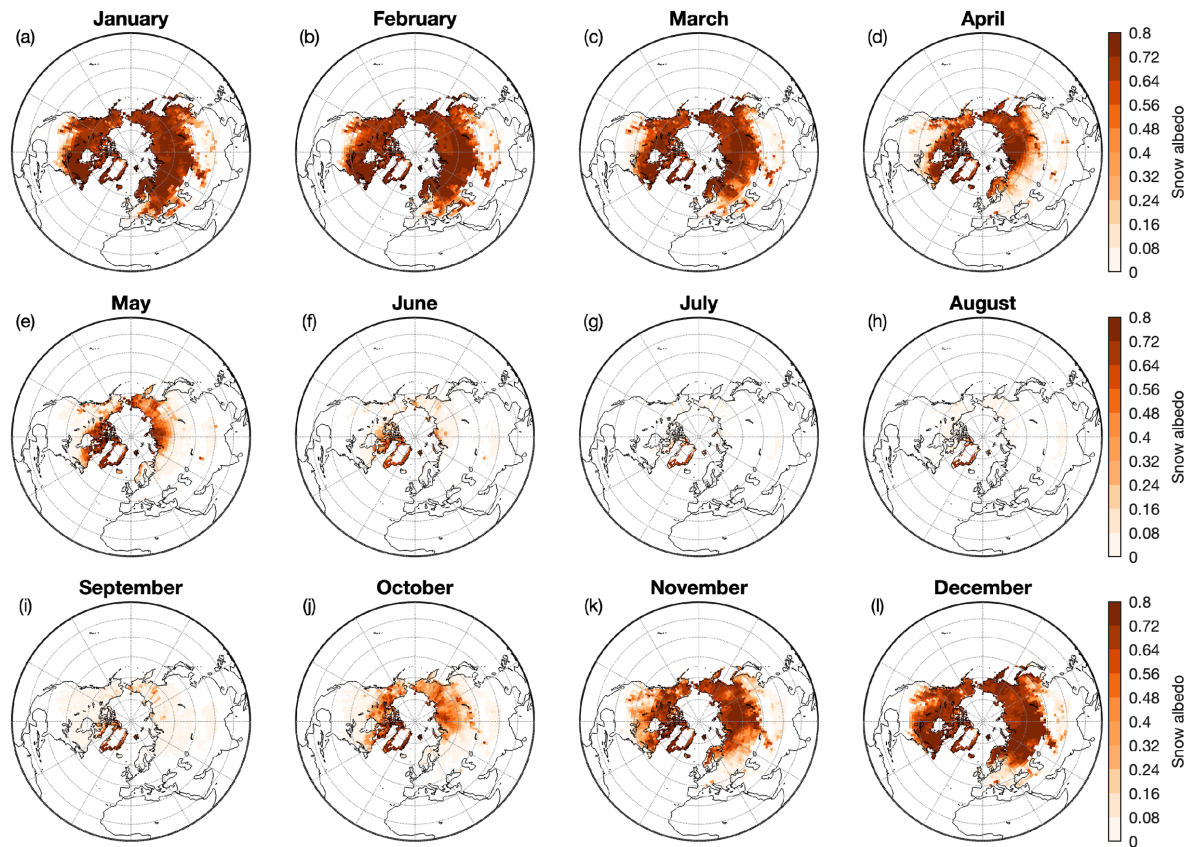 January
February
March
April
(a)
(b)
(c)
(d)
0.8
0.72
0.64
0.56
0.48
0.4
0.32
0.24
0.16
0.08
0
Snow albedo
May
June
July
August
(e)
(f)
(g)
(h)
0.8
0.72
0.64
0.56
0.48
0.4
0.32
0.24
0.16
0.08
0
Snow albedo
September
October
November
December
(i)
(j)
(k)
(l)
0.8
0.72
0.64
0.56
0.48
0.4
0.32
0.24
0.16
0.08
0
Snow albedo